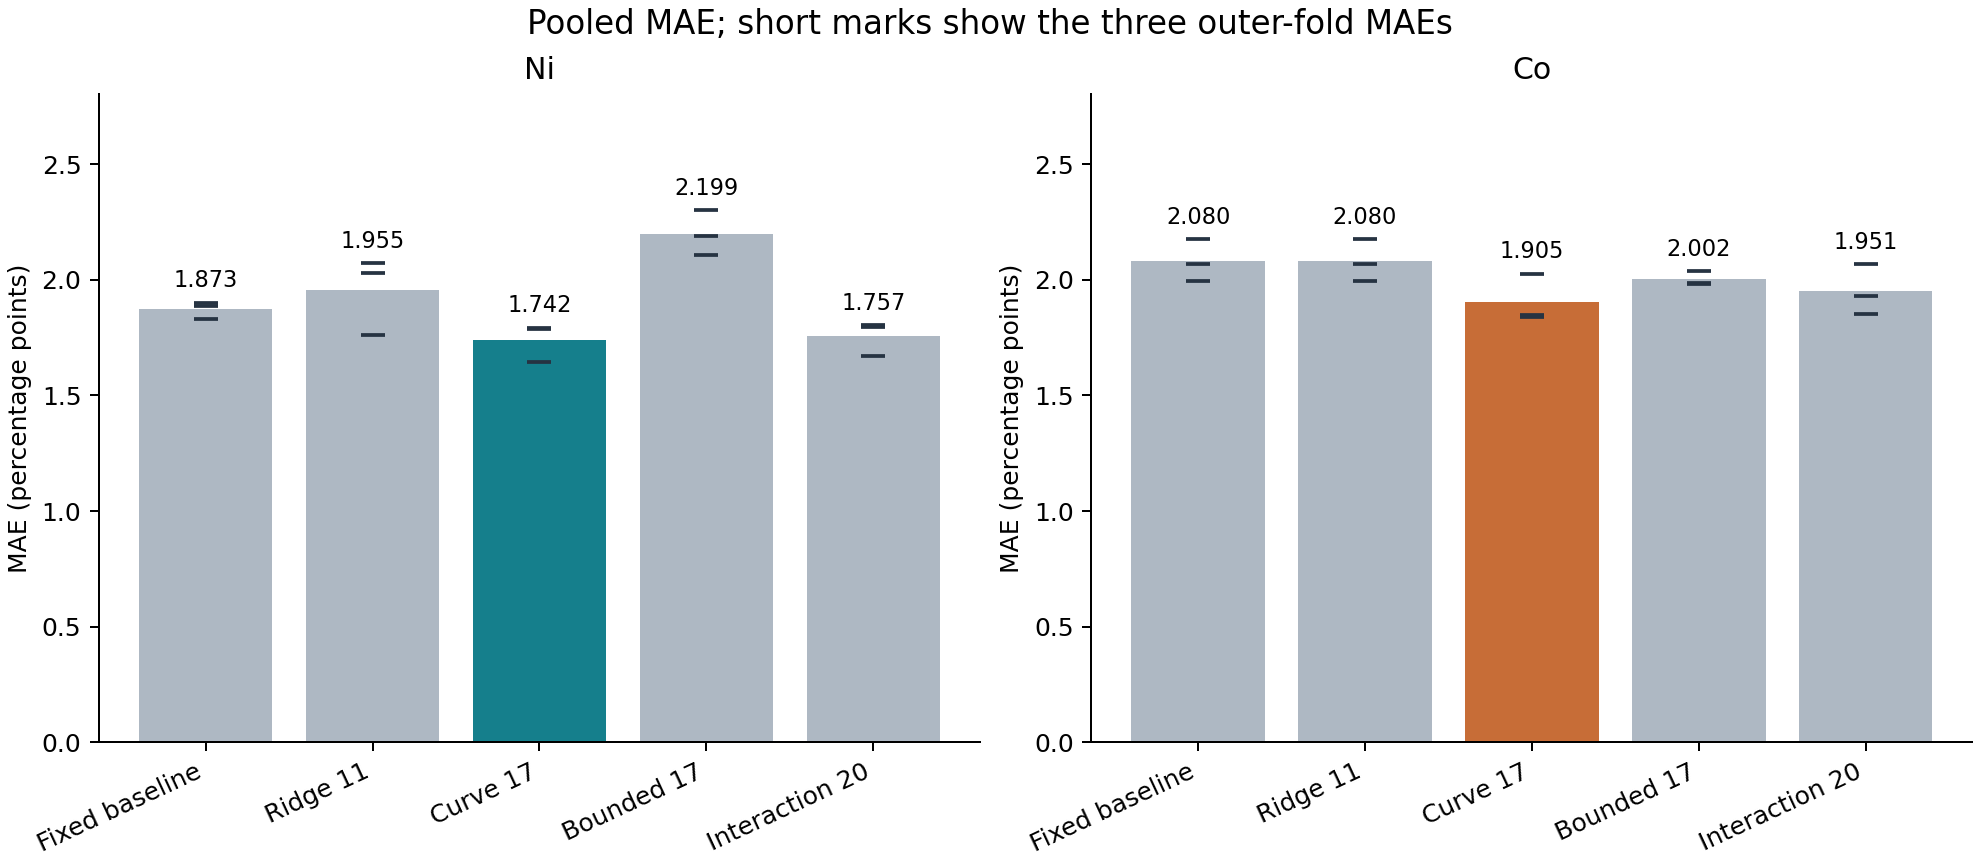 Pooled MAE; short marks show the three outer-fold MAEs
Ni
MAE (percentage points)
2.5
2.0
1.5
1.0
0.5
0.0
1.873
1.955
1.742
2.199
1.757
Fixed baseline
Ridge 11
Curve 17
Bounded 17
Interaction 20
Co
MAE (percentage points)
2.5
2.0
1.5
1.0
0.5
0.0
2.080
2.080
1.905
2.002
1.951
Fixed baseline
Ridge 11
Curve 17
Bounded 17
Interaction 20